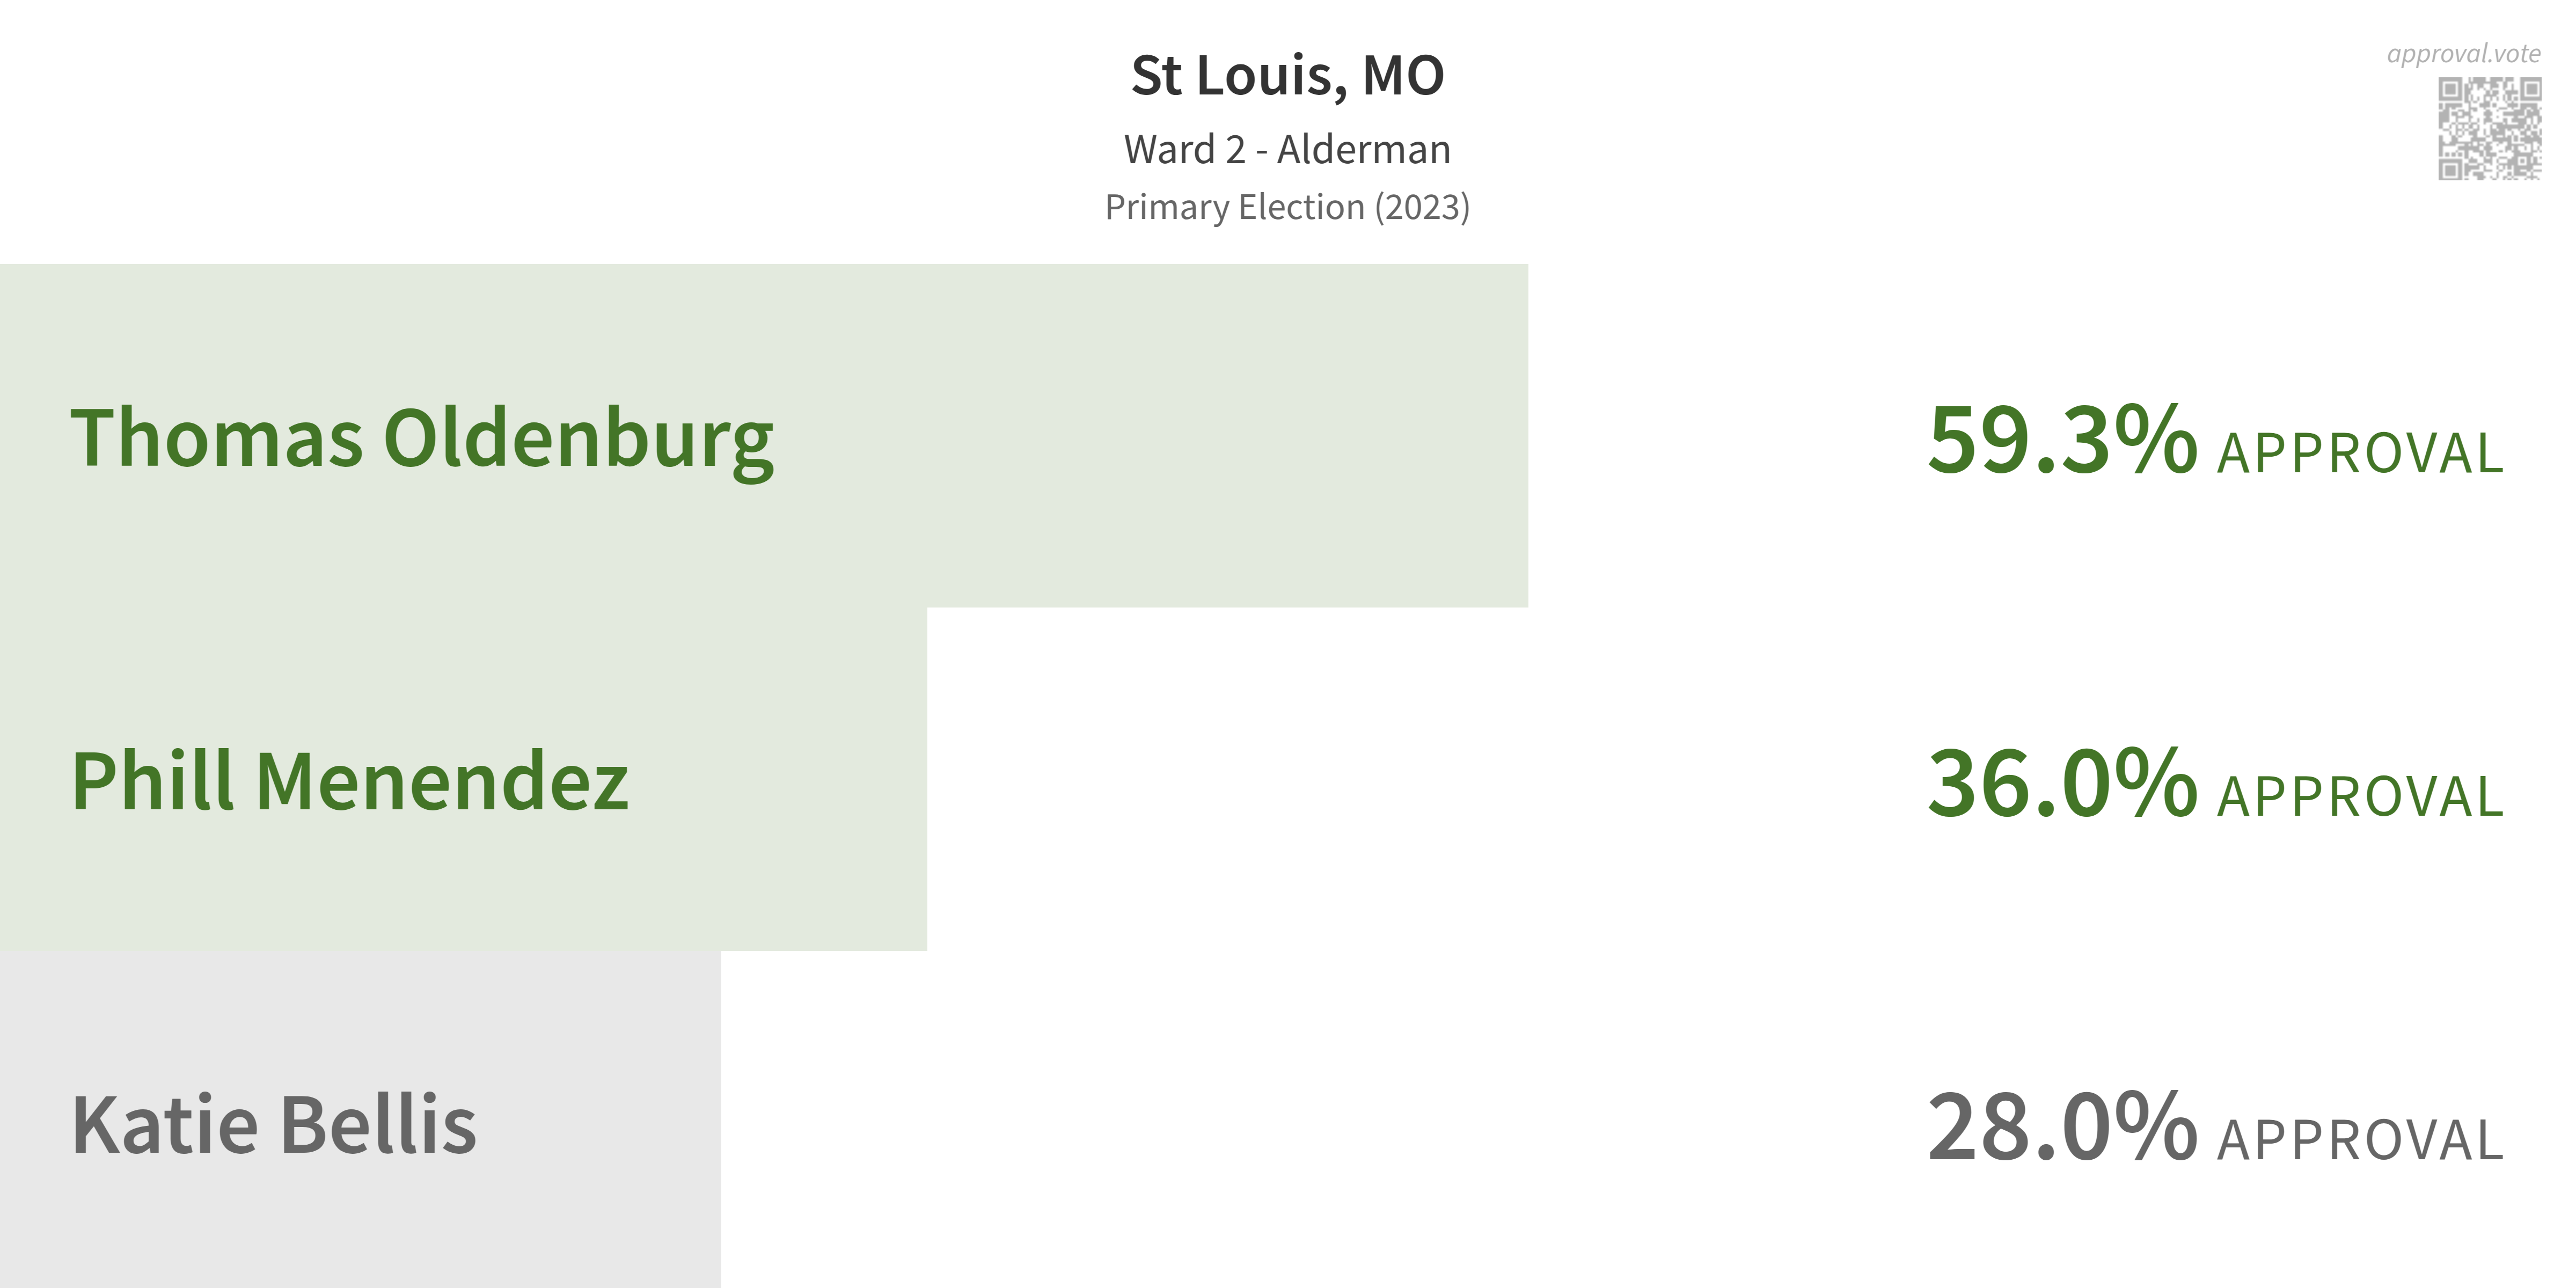 St Louis, MO
Ward 2 - Alderman
Primary Election (2023)
approval.vote
Thomas Oldenburg 59.3% APPROVAL
Phill Menendez 36.0% APPROVAL
Katie Bellis 28.0% APPROVAL